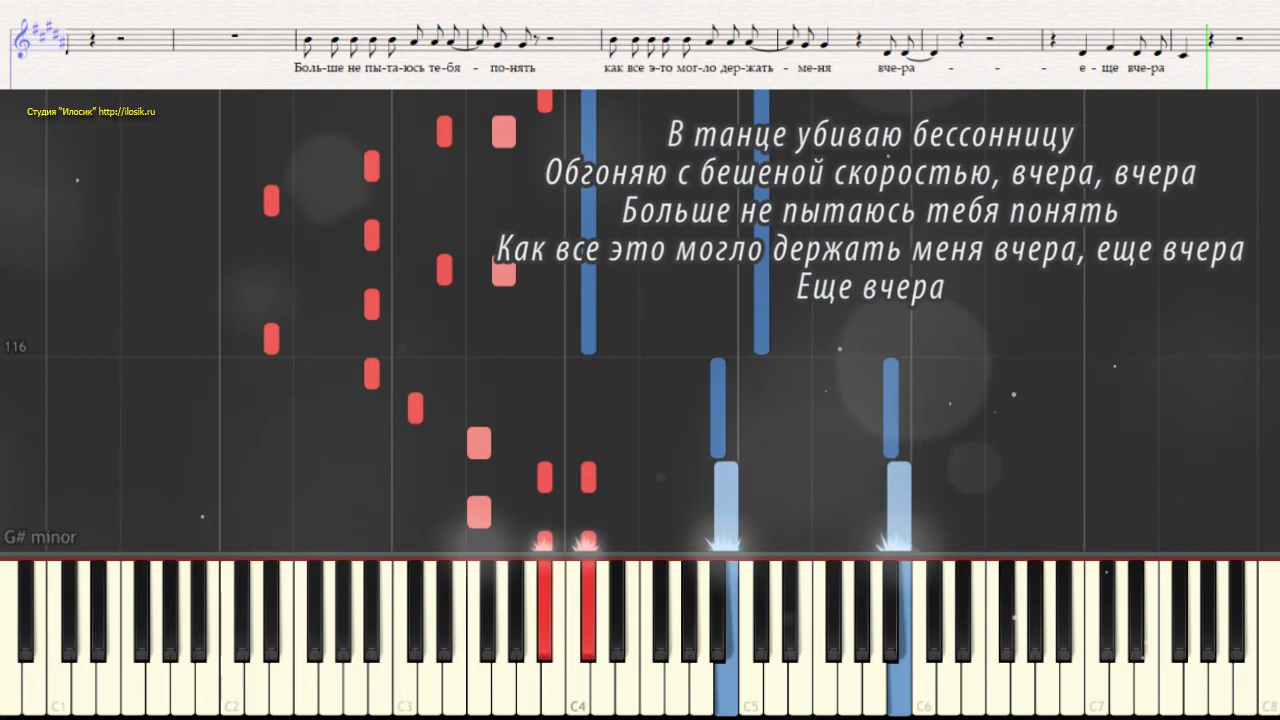 Боль-ше не пы-та-юсь те-бя - по-нять как все э-то мог-ло дер-жать - ме-ня вче-ра - - - е - ще вче-ра
Студия "Илосик" http://ilosik.ru
В танце убиваю бессонницу
Обгоняю с бешеной скоростью, вчера, вчера
Больше не пытаюсь тебя понять
Как все это могло держать меня вчера, еще вчера
Еще вчера
116
G# minor
C1 C2 C3 C4 C5 C6 C7 C8